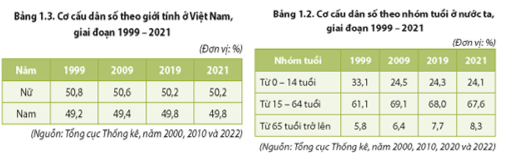 Bảng 1.3. Cơ cấu dân số theo giới tính ở Việt Nam,
giai đoạn 1999 – 2021
(Đơn vị: %)
Năm 1999 2009 2019 2021
Nữ 50,8 50,6 50,2 50,2
Nam 49,2 49,4 49,8 49,8
(Nguồn: Tổng cục Thống kê, năm 2000, 2010 và 2022)
Bảng 1.2. Cơ cấu dân số theo nhóm tuổi ở nước ta,
giai đoạn 1999 – 2021
(Đơn vị: %)
Nhóm tuổi 1999 2009 2019 2021
Từ 0 – 14 tuổi 33,1 24,5 24,3 24,1
Từ 15 – 64 tuổi 61,1 69,1 68,0 67,6
Từ 65 tuổi trở lên 5,8 6,4 7,7 8,3
(Nguồn: Tổng cục Thống kê, năm 2000, 2010, 2020 và 2022)